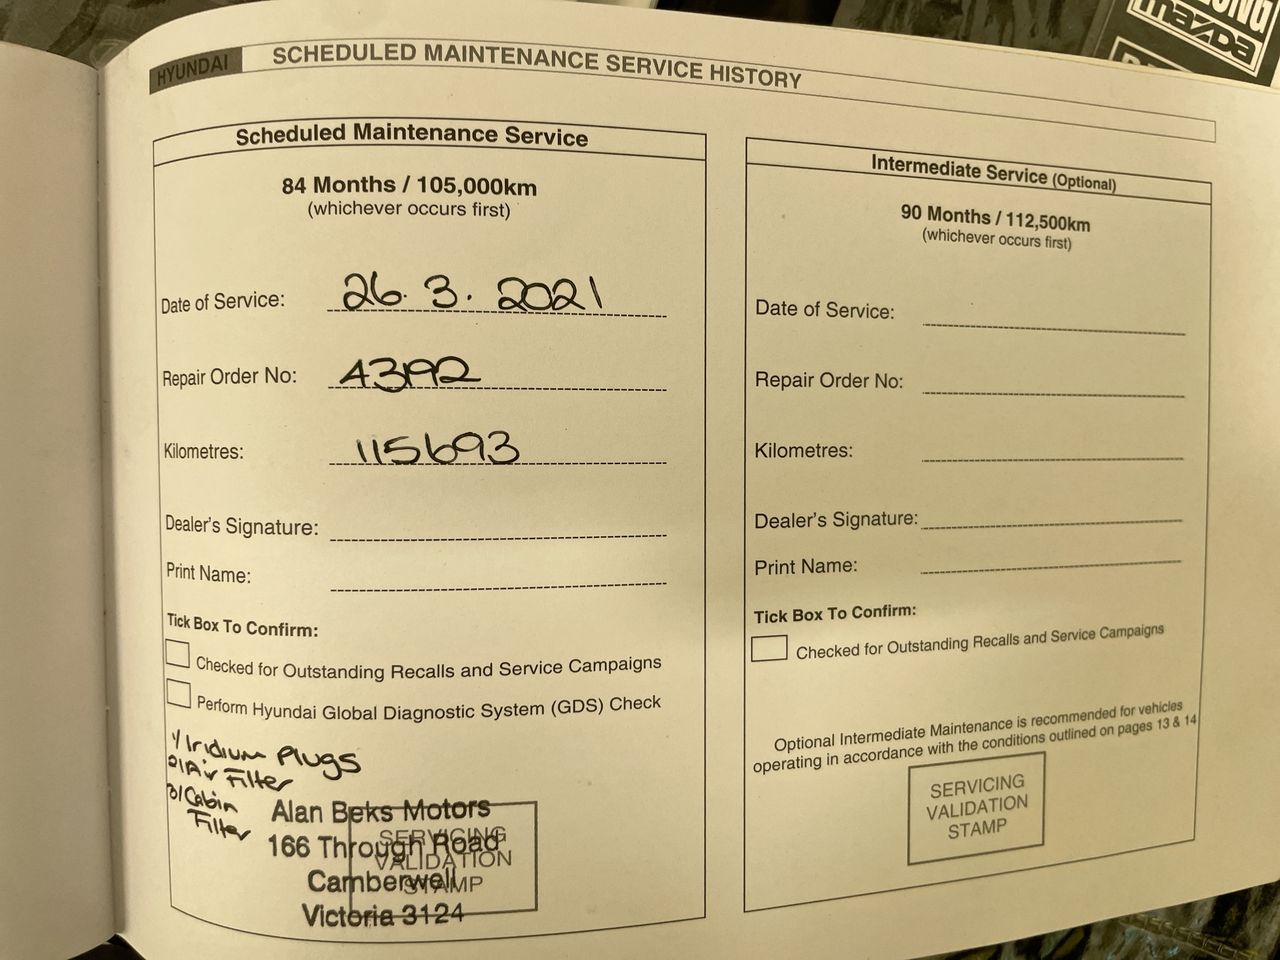 HYUNDAI SCHEDULED MAINTENANCE SERVICE HISTORY
Scheduled Maintenance Service
84 Months / 105,000km
(whichever occurs first)
Date of Service: 26. 3. 2021
Repair Order No: 43192
Kilometres: 115693
Dealer's Signature:
Print Name:
Tick Box To Confirm:
Checked for Outstanding Recalls and Service Campaigns
Perform Hyundai Global Diagnostic System (GDS) Check
1/ Iridium Plugs
2/ Air Filter
3/ Cabin
Filter
Alan Beks Motors
166 Through Road
Camberwell
Victoria 3124
SERVICING
VALIDATION
STAMP
Intermediate Service (Optional)
90 Months / 112,500km
(whichever occurs first)
Date of Service:
Repair Order No:
Kilometres:
Dealer's Signature:
Print Name:
Tick Box To Confirm:
Checked for Outstanding Recalls and Service Campaigns
Optional Intermediate Maintenance is recommended for vehicles
operating in accordance with the conditions outlined on pages 13 & 14
SERVICING
VALIDATION
STAMP
mazda